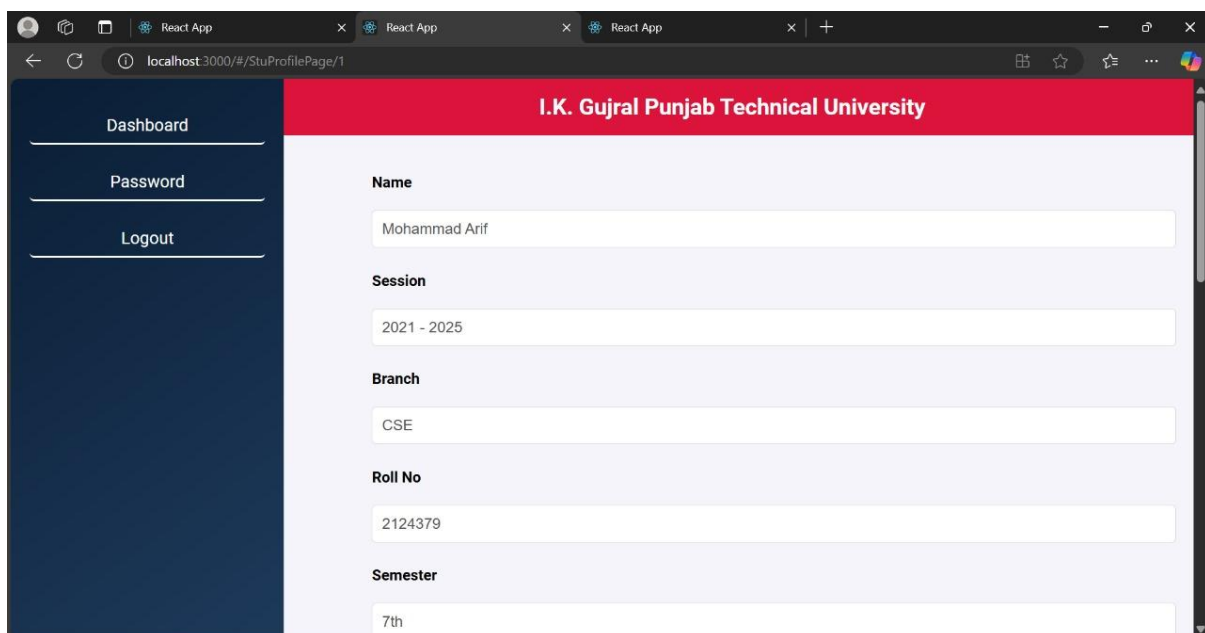 React App
React App
React App
localhost:3000/#/StuProfilePage/1
I.K. Gujral Punjab Technical University
Dashboard
Password
Logout
Name
Mohammad Arif
Session
2021 - 2025
Branch
CSE
Roll No
2124379
Semester
7th